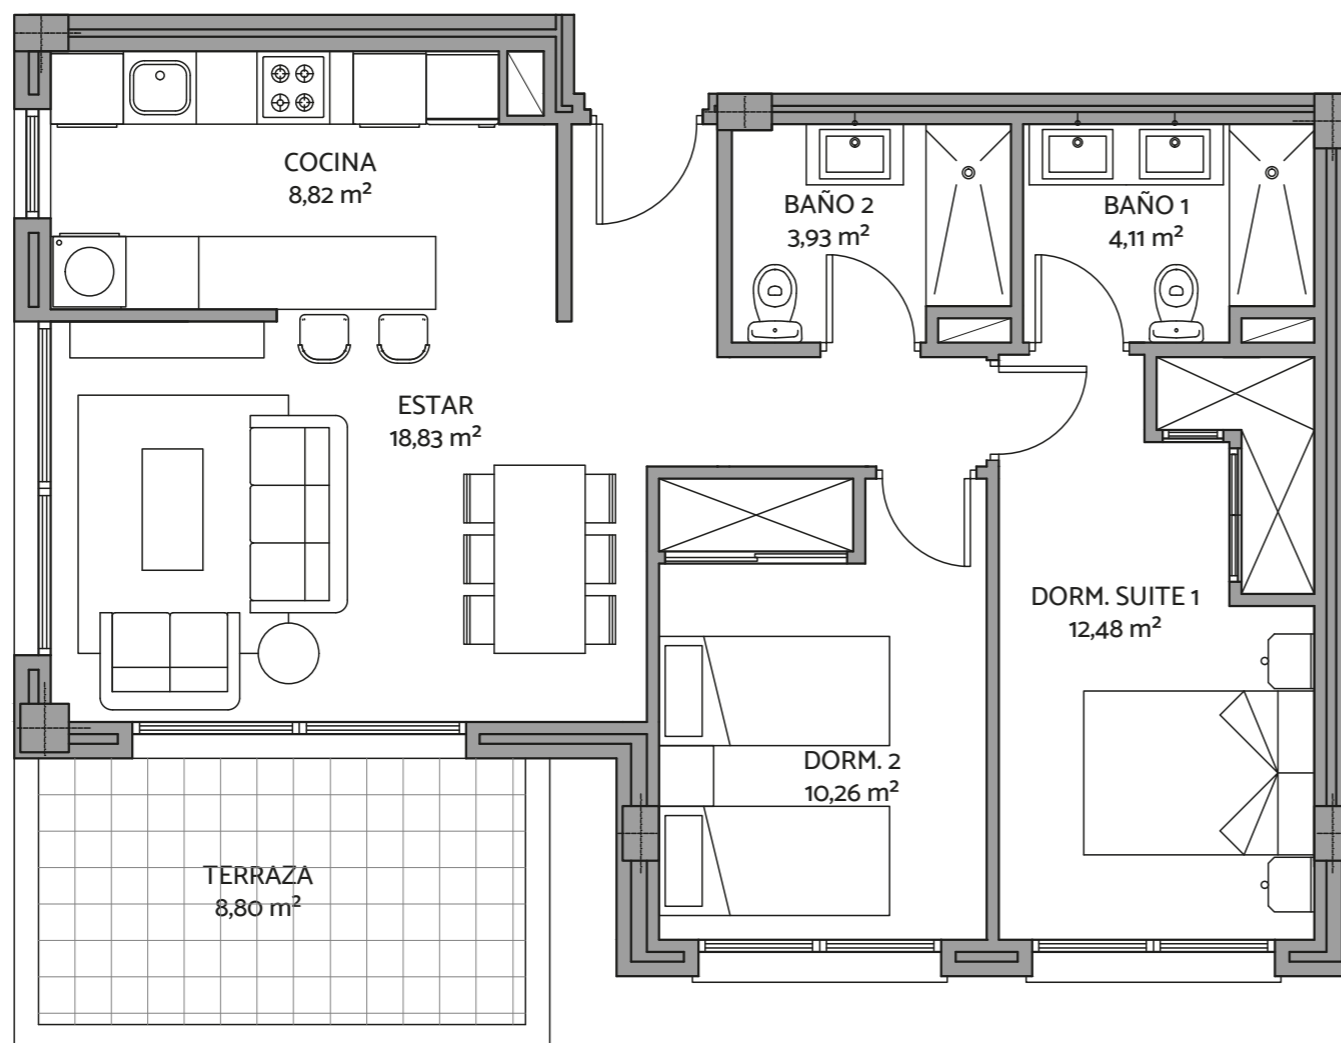 COCINA
8,82 m²
BAÑO 2
3,93 m²
BAÑO 1
4,11 m²
ESTAR
18,83 m²
DORM. SUITE 1
12,48 m²
DORM. 2
10,26 m²
TERRAZA
8,80 m²